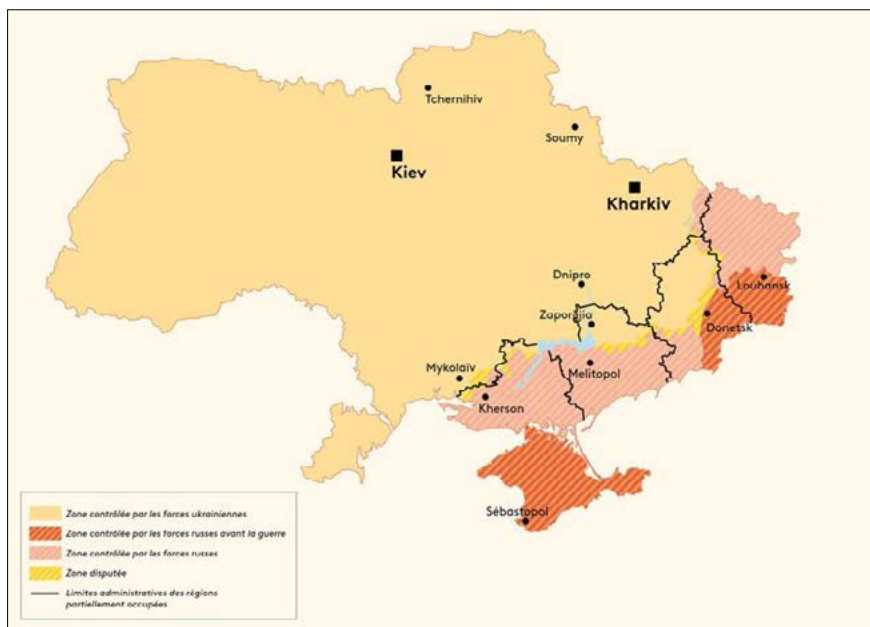 Tchernihiv
Soumy
Kiev
Kharkiv
Dnipro
Louhansk
Zaporijjia
Donetsk
Mykolaïv
Melitopol
Kherson
Sébastopol
Zone contrôlée par les forces ukrainiennes
Zone contrôlée par les forces russes avant la guerre
Zone contrôlée par les forces russes
Zone disputée
Limites administratives des régions
partiellement occupées